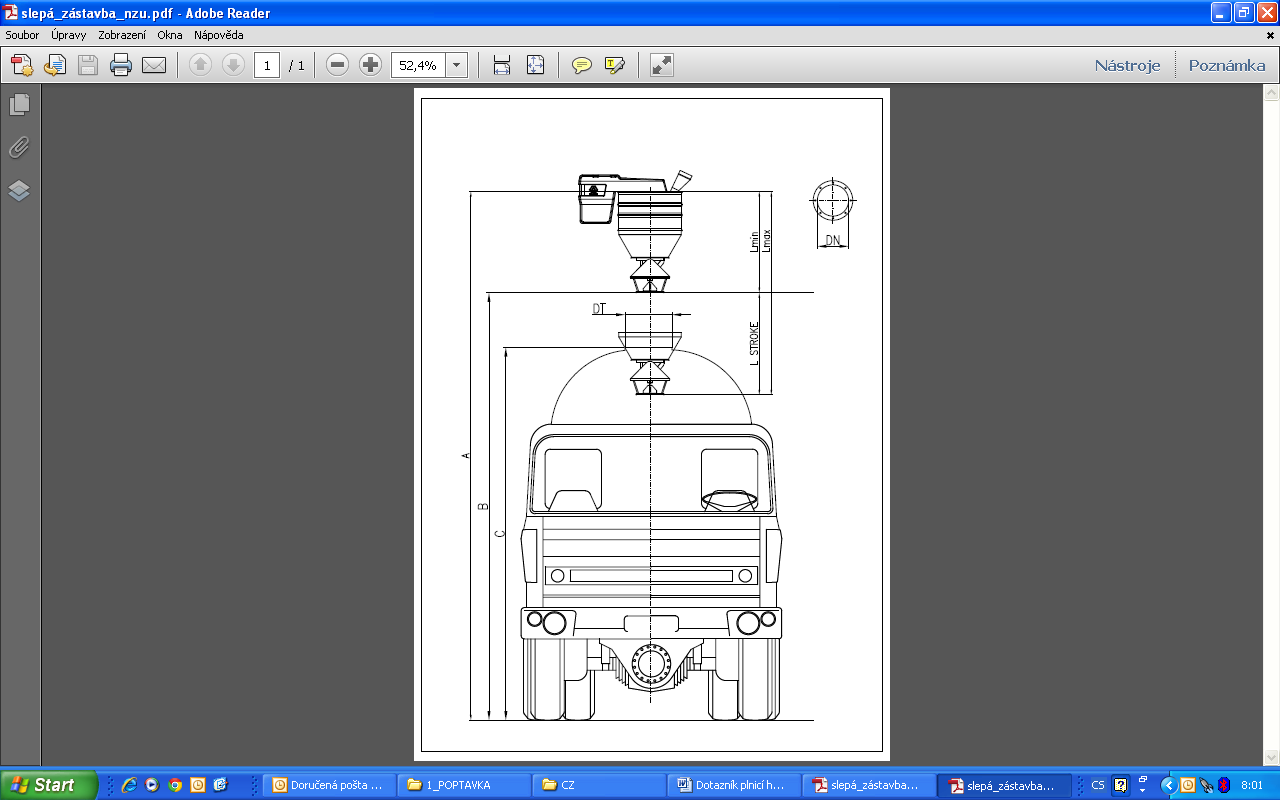 slepá_zástavba_nzu.pdf - Adobe Reader
Soubor Úpravy Zobrazení Okna Nápověda
1 / 1 52,4% Nástroje Poznámka
Lmin
Lmax
DN
DT
L STROKE
A
B
C
Start Doručená pošta ... 1_POPTAVKA CZ Dotazník plnicí h... slepá_zástavba... slepá_zástavba... CS 8:01